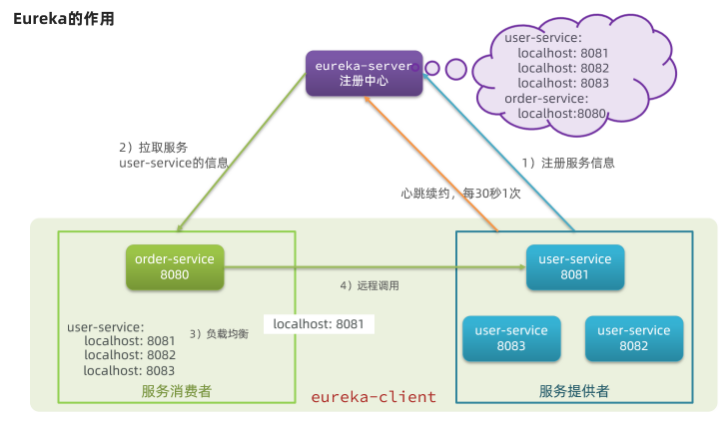 Eureka的作用
user-service:
localhost: 8081
localhost: 8082
localhost: 8083
order-service:
localhost:8080
eureka-server
注册中心
2）拉取服务
user-service的信息
1）注册服务信息
心跳续约，每30秒1次
order-service
8080
user-service
8081
4）远程调用
user-service:
localhost: 8081
localhost: 8082
localhost: 8083
3）负载均衡
localhost: 8081
user-service
8083
user-service
8082
服务消费者
eureka-client
服务提供者